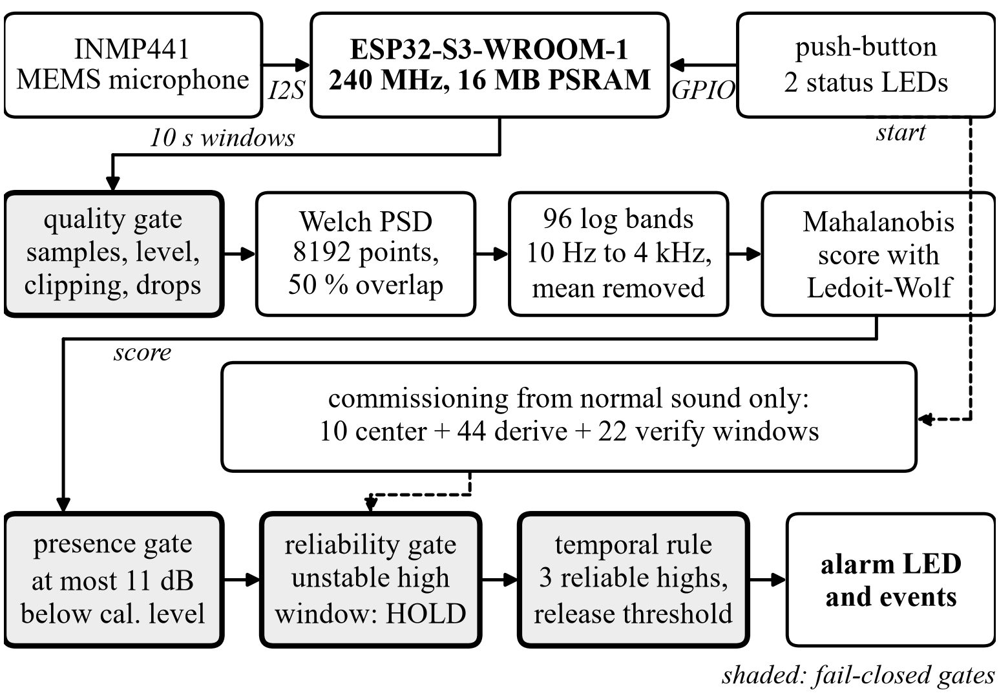 INMP441
MEMS microphone
I2S
ESP32-S3-WROOM-1
240 MHz, 16 MB PSRAM
GPIO
push-button
2 status LEDs
10 s windows
start
quality gate
samples, level,
clipping, drops
Welch PSD
8192 points,
50 % overlap
96 log bands
10 Hz to 4 kHz,
mean removed
Mahalanobis
score with
Ledoit-Wolf
score
commissioning from normal sound only:
10 center + 44 derive + 22 verify windows
presence gate
at most 11 dB
below cal. level
reliability gate
unstable high
window: HOLD
temporal rule
3 reliable highs,
release threshold
alarm LED
and events
shaded: fail-closed gates